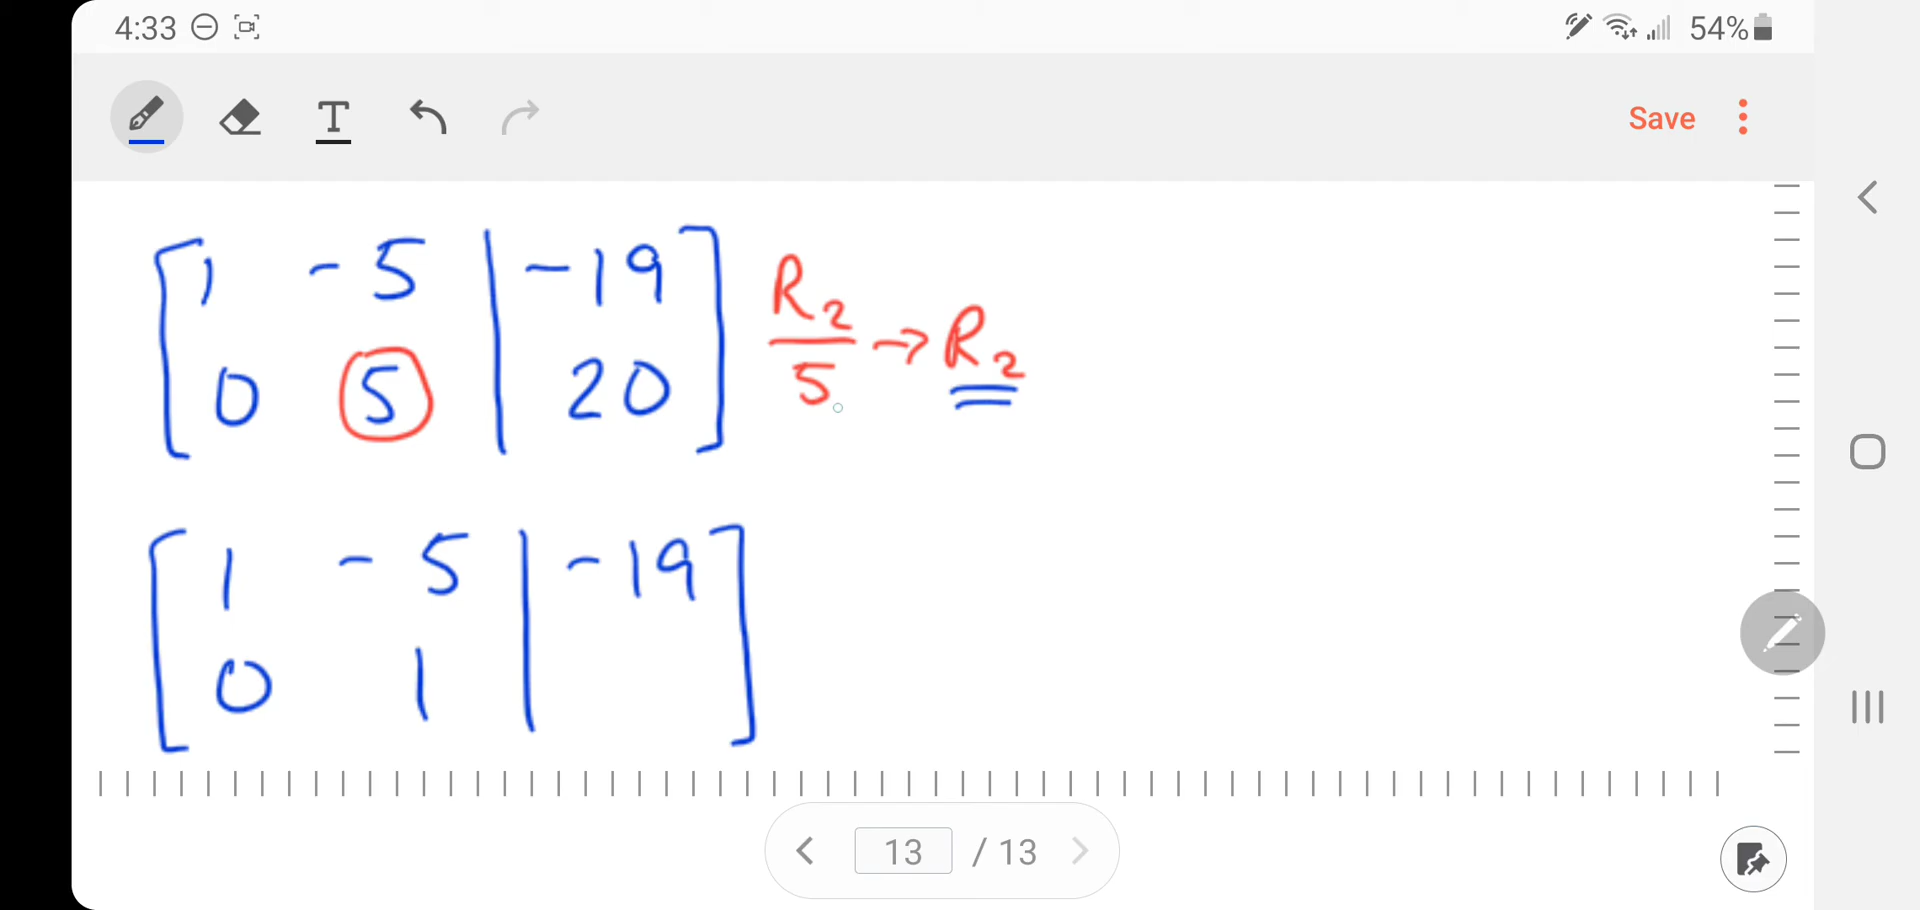 4:33 54%
T Save
1 -5 | -19
R₂/5 → R₂
0 5 | 20
1 -5 | -19
0 1 |
13 / 13